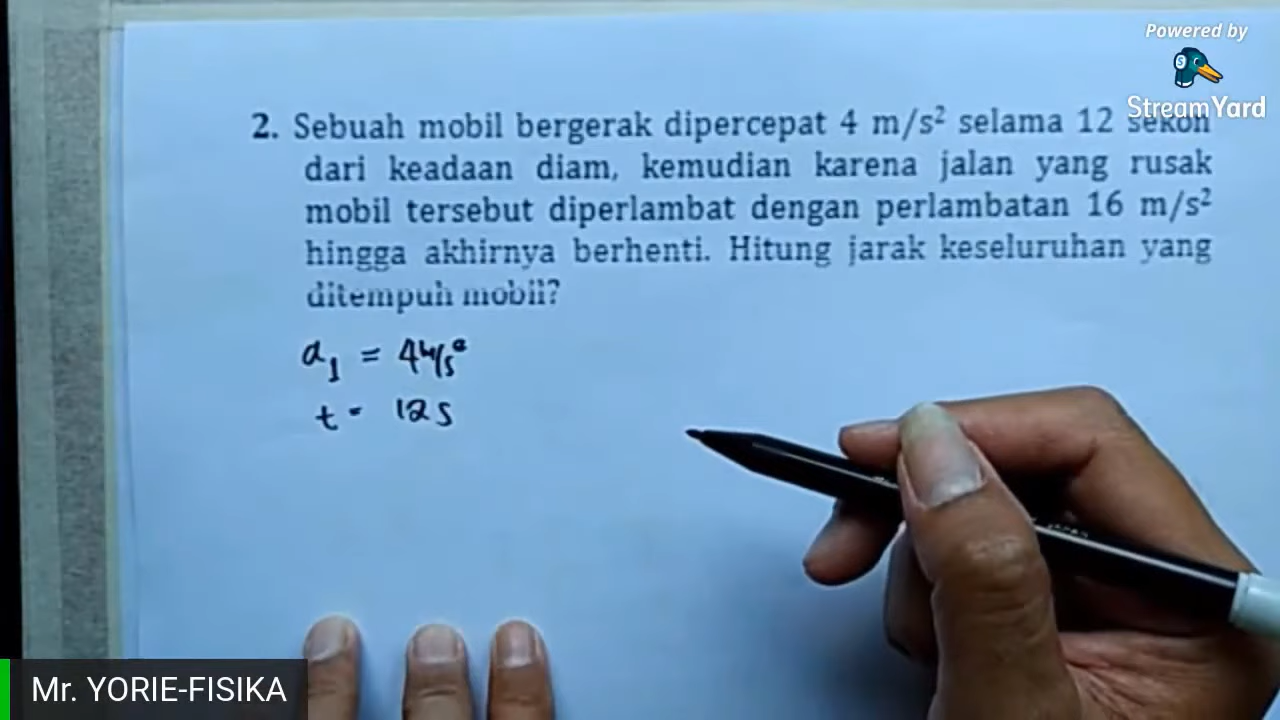 Powered by
StreamYard
2. Sebuah mobil bergerak dipercepat 4 m/s² selama 12 sekon
dari keadaan diam, kemudian karena jalan yang rusak
mobil tersebut diperlambat dengan perlambatan 16 m/s²
hingga akhirnya berhenti. Hitung jarak keseluruhan yang
ditempuh mobil?
a₁ = 4 m/s²
t = 12 s
Mr. YORIE-FISIKA